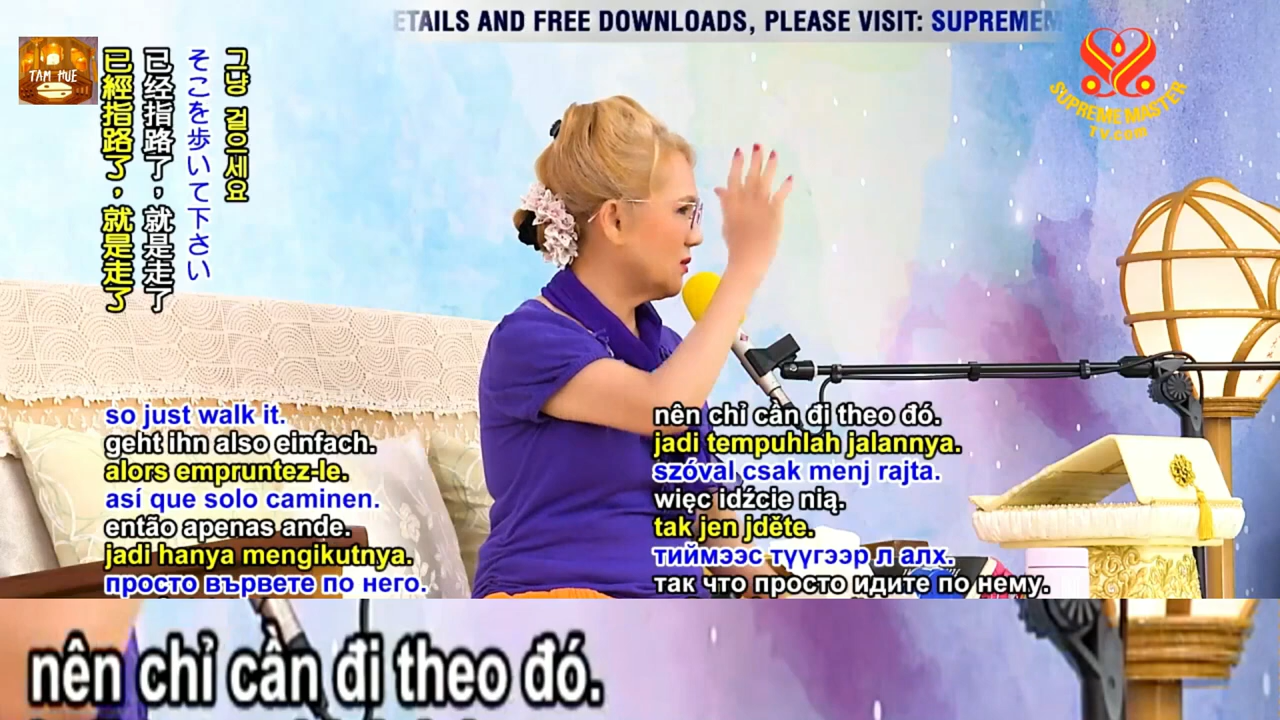 ETAILS AND FREE DOWNLOADS, PLEASE VISIT: SUPREMEM
TAM HUE
SUPREME MASTER
TV.COM
그냥 걸으세요
そこを歩いて下さい
已经指路了，就是走了
已經指路了，就是走了
so just walk it.
geht ihn also einfach.
alors empruntez-le.
así que solo caminen.
então apenas ande.
jadi hanya mengikutnya.
просто вървете по него.
nên chỉ cần đi theo đó.
jadi tempuhlah jalannya.
szóval csak menj rajta.
więc idźcie nią.
tak jen jděte.
тиймээс түүгээр л алх.
так что просто идите по нему.
nên chỉ cần đi theo đó.